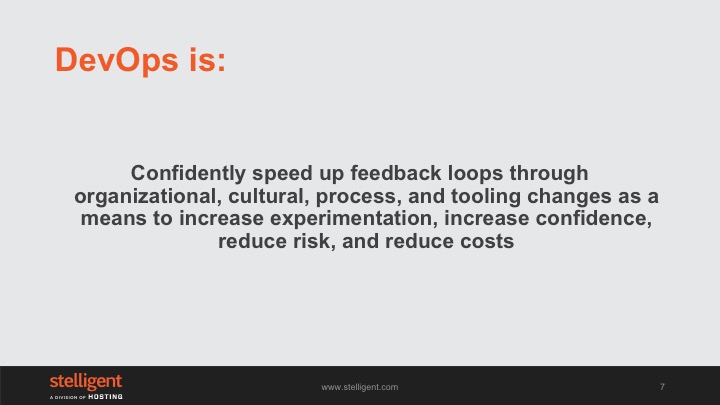 DevOps is:
Confidently speed up feedback loops through
organizational, cultural, process, and tooling changes as a
means to increase experimentation, increase confidence,
reduce risk, and reduce costs
stelligent
A DIVISION OF HOSTING
www.stelligent.com
7